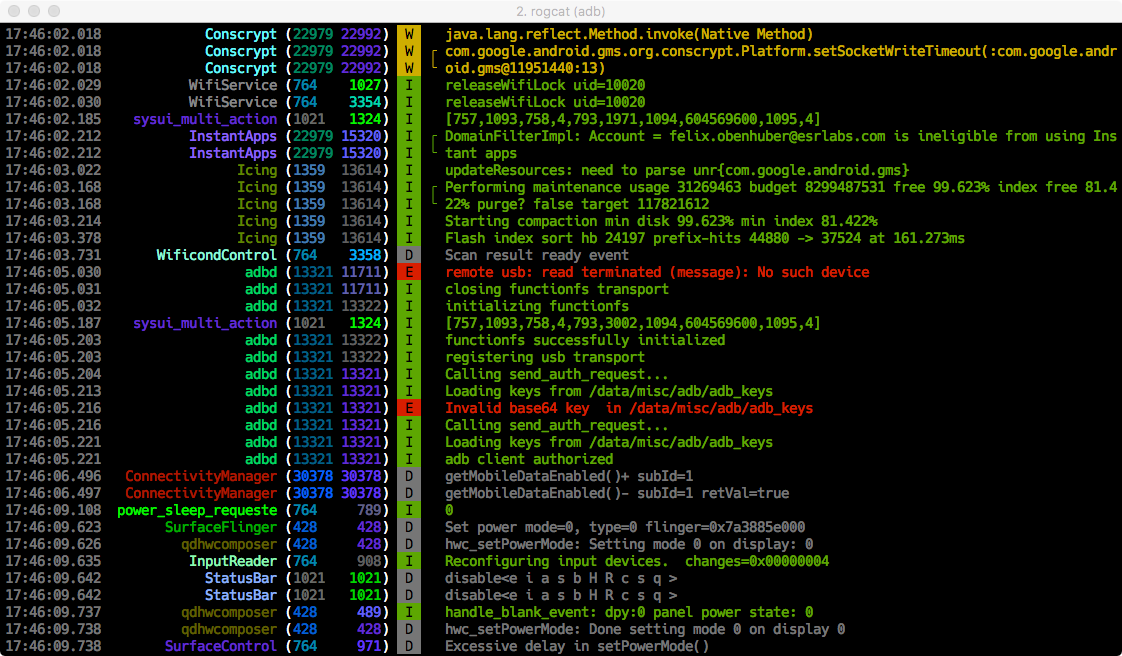 2. rogcat (adb)
17:46:02.018 Conscrypt (22979 22992) W java.lang.reflect.Method.invoke(Native Method)
17:46:02.018 Conscrypt (22979 22992) W com.google.android.gms.org.conscrypt.Platform.setSocketWriteTimeout(:com.google.andr
17:46:02.018 Conscrypt (22979 22992) W oid.gms@11951440:13)
17:46:02.029 WifiService (764 1027) I releaseWifiLock uid=10020
17:46:02.030 WifiService (764 3354) I releaseWifiLock uid=10020
17:46:02.185 sysui_multi_action (1021 1324) I [757,1093,758,4,793,1971,1094,604569600,1095,4]
17:46:02.212 InstantApps (22979 15320) I DomainFilterImpl: Account = felix.obenhuber@esrlabs.com is ineligible from using Ins
17:46:02.212 InstantApps (22979 15320) I tant apps
17:46:03.022 Icing (1359 13614) I updateResources: need to parse unr{com.google.android.gms}
17:46:03.168 Icing (1359 13614) I Performing maintenance usage 31269463 budget 8299487531 free 99.623% index free 81.4
17:46:03.168 Icing (1359 13614) I 22% purge? false target 117821612
17:46:03.214 Icing (1359 13614) I Starting compaction min disk 99.623% min index 81.422%
17:46:03.378 Icing (1359 13614) I Flash index sort hb 24197 prefix-hits 44880 -> 37524 at 161.273ms
17:46:03.731 WificondControl (764 3358) D Scan result ready event
17:46:05.030 adbd (13321 11711) E remote usb: read terminated (message): No such device
17:46:05.031 adbd (13321 11711) I closing functionfs transport
17:46:05.032 adbd (13321 13322) I initializing functionfs
17:46:05.187 sysui_multi_action (1021 1324) I [757,1093,758,4,793,3002,1094,604569600,1095,4]
17:46:05.203 adbd (13321 13322) I functionfs successfully initialized
17:46:05.203 adbd (13321 13322) I registering usb transport
17:46:05.204 adbd (13321 13321) I Calling send_auth_request...
17:46:05.213 adbd (13321 13321) I Loading keys from /data/misc/adb/adb_keys
17:46:05.216 adbd (13321 13321) E Invalid base64 key  in /data/misc/adb/adb_keys
17:46:05.216 adbd (13321 13321) I Calling send_auth_request...
17:46:05.221 adbd (13321 13321) I Loading keys from /data/misc/adb/adb_keys
17:46:05.221 adbd (13321 13321) I adb client authorized
17:46:06.496 ConnectivityManager (30378 30378) D getMobileDataEnabled()+ subId=1
17:46:06.497 ConnectivityManager (30378 30378) D getMobileDataEnabled()- subId=1 retVal=true
17:46:09.108 power_sleep_requeste (764 789) I 0
17:46:09.623 SurfaceFlinger (428 428) D Set power mode=0, type=0 flinger=0x7a3885e000
17:46:09.626 qdhwcomposer (428 428) D hwc_setPowerMode: Setting mode 0 on display: 0
17:46:09.635 InputReader (764 908) I Reconfiguring input devices.  changes=0x00000004
17:46:09.642 StatusBar (1021 1021) D disable<e i a s b H R c s q >
17:46:09.642 StatusBar (1021 1021) D disable<e i a s b H R c s q >
17:46:09.737 qdhwcomposer (428 489) I handle_blank_event: dpy:0 panel power state: 0
17:46:09.738 qdhwcomposer (428 428) D hwc_setPowerMode: Done setting mode 0 on display 0
17:46:09.738 SurfaceControl (764 971) D Excessive delay in setPowerMode()